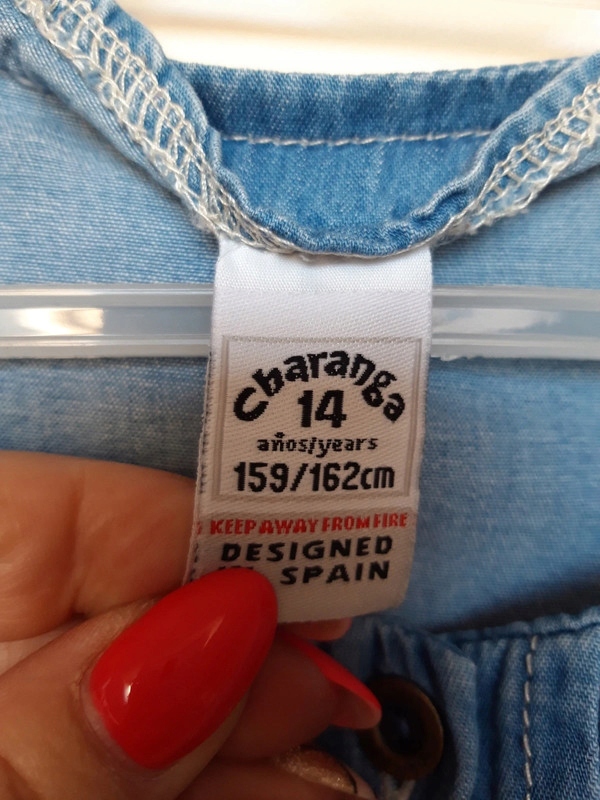 Charanga
14
años/years
159/162cm
KEEP AWAY FROM FIRE
DESIGNED
SPAIN